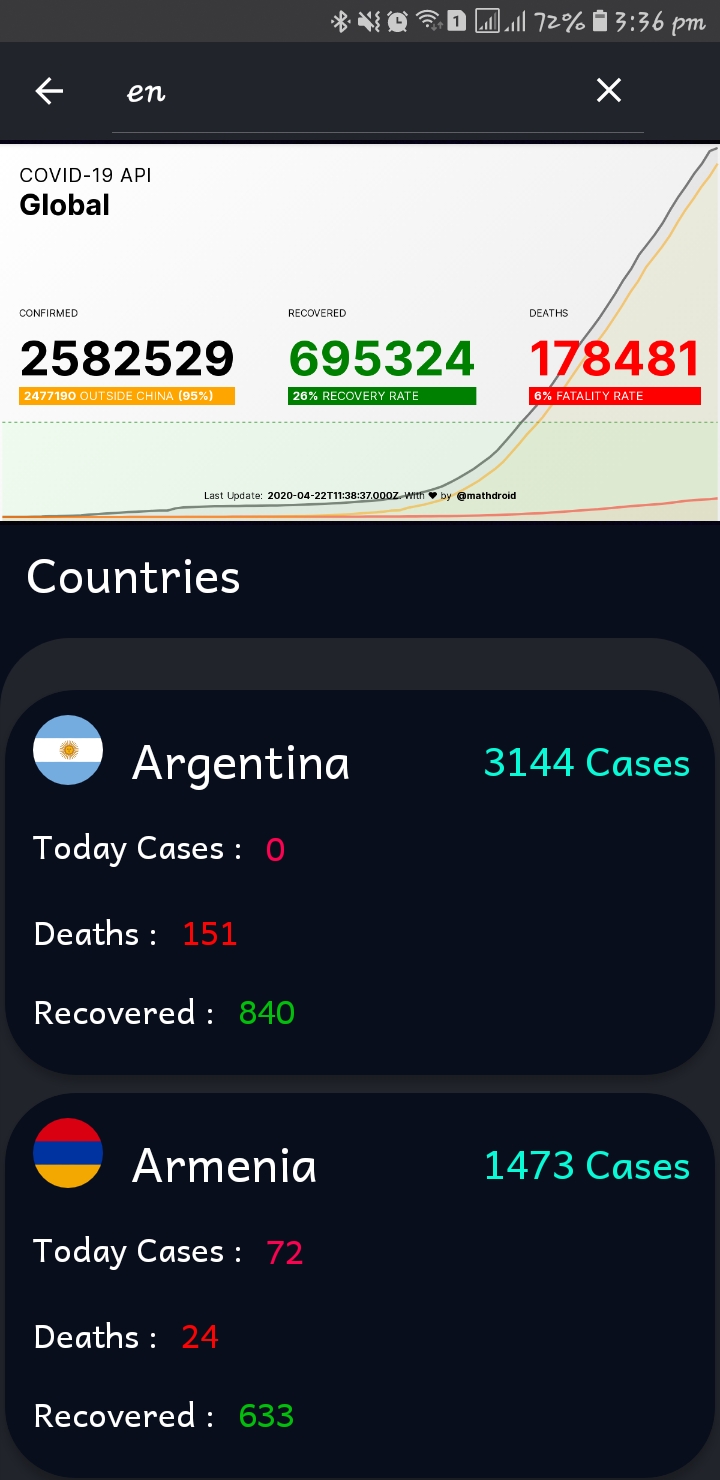 72% 3:36 pm
en
COVID-19 API
Global
CONFIRMED RECOVERED DEATHS
2582529 695324 178481
2477190 OUTSIDE CHINA (95%) 26% RECOVERY RATE 6% FATALITY RATE
Last Update: 2020-04-22T11:38:37.000Z. With ♥ by @mathdroid
Countries
Argentina 3144 Cases
Today Cases : 0
Deaths : 151
Recovered : 840
Armenia 1473 Cases
Today Cases : 72
Deaths : 24
Recovered : 633